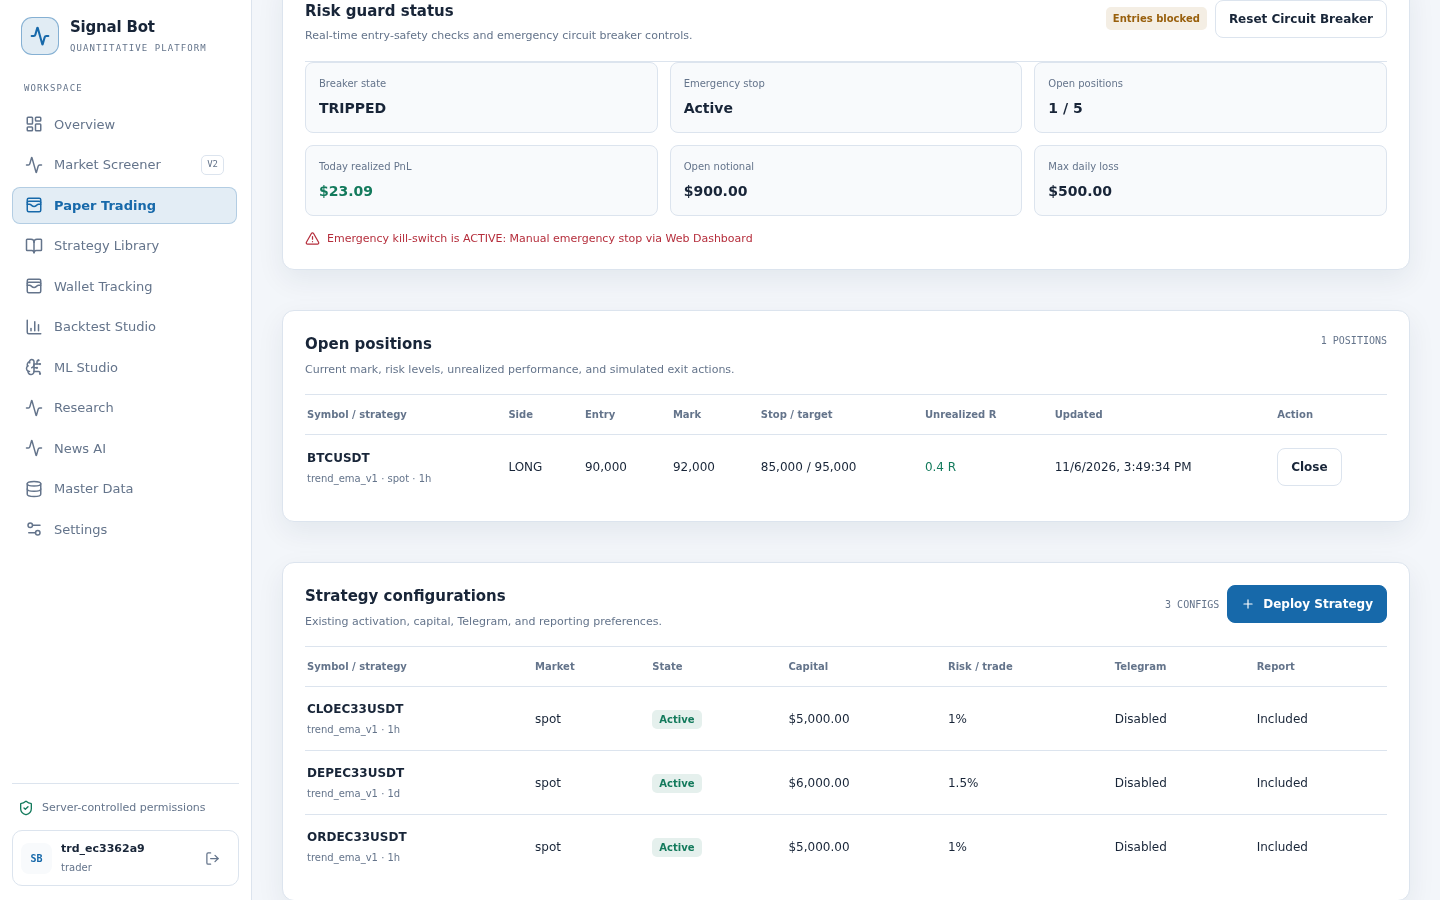 Signal Bot
QUANTITATIVE PLATFORM
WORKSPACE
Overview
Market Screener V2
Paper Trading
Strategy Library
Wallet Tracking
Backtest Studio
ML Studio
Research
News AI
Master Data
Settings
Server-controlled permissions
SB
trd_ec3362a9
trader
Risk guard status
Real-time entry-safety checks and emergency circuit breaker controls.
Entries blocked
Reset Circuit Breaker
Breaker state
TRIPPED
Emergency stop
Active
Open positions
1 / 5
Today realized PnL
$23.09
Open notional
$900.00
Max daily loss
$500.00
Emergency kill-switch is ACTIVE: Manual emergency stop via Web Dashboard
Open positions
1 POSITIONS
Current mark, risk levels, unrealized performance, and simulated exit actions.
Symbol / strategy Side Entry Mark Stop / target Unrealized R Updated Action
BTCUSDT
trend_ema_v1 · spot · 1h
LONG 90,000 92,000 85,000 / 95,000 0.4 R 11/6/2026, 3:49:34 PM Close
Strategy configurations
Existing activation, capital, Telegram, and reporting preferences.
3 CONFIGS
Deploy Strategy
Symbol / strategy Market State Capital Risk / trade Telegram Report
CLOEC33USDT
trend_ema_v1 · 1h
spot Active $5,000.00 1% Disabled Included
DEPEC33USDT
trend_ema_v1 · 1d
spot Active $6,000.00 1.5% Disabled Included
ORDEC33USDT
trend_ema_v1 · 1h
spot Active $5,000.00 1% Disabled Included